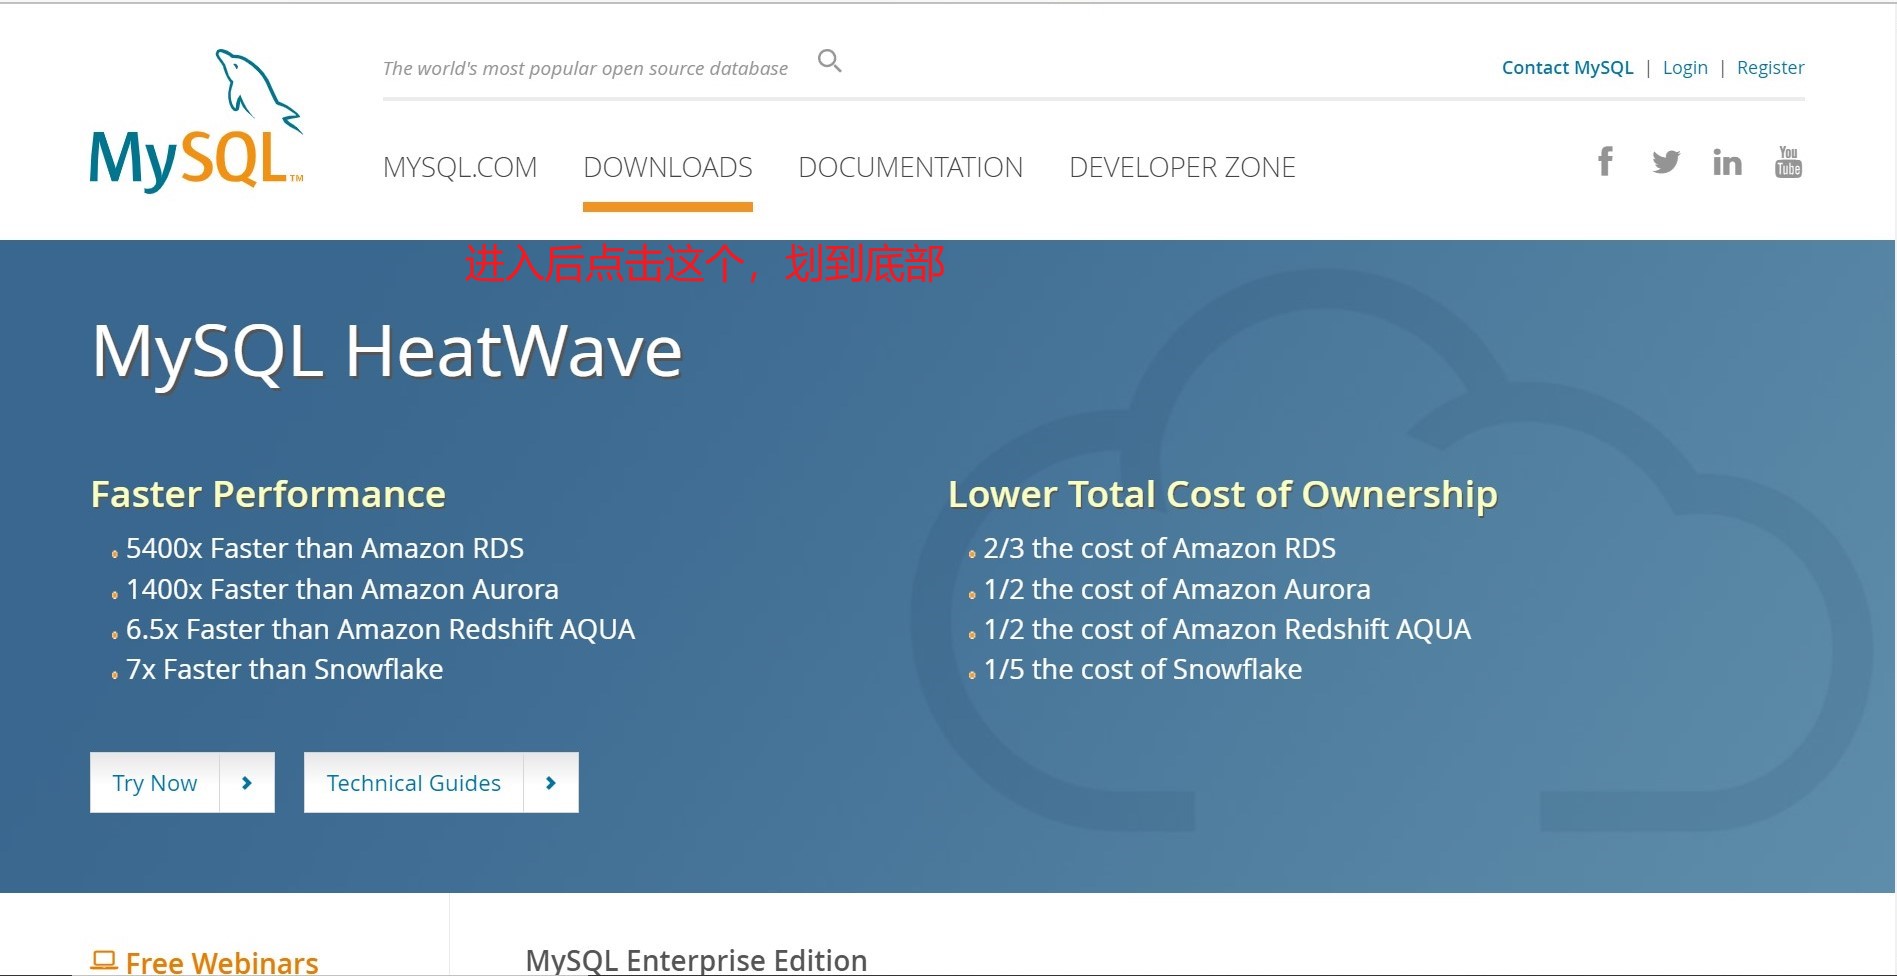 The world's most popular open source database
Contact MySQL | Login | Register
MySQL™
MYSQL.COM DOWNLOADS DOCUMENTATION DEVELOPER ZONE
f in You Tube
进入后点击这个，划到底部
MySQL HeatWave
Faster Performance
5400x Faster than Amazon RDS
1400x Faster than Amazon Aurora
6.5x Faster than Amazon Redshift AQUA
7x Faster than Snowflake
Lower Total Cost of Ownership
2/3 the cost of Amazon RDS
1/2 the cost of Amazon Aurora
1/2 the cost of Amazon Redshift AQUA
1/5 the cost of Snowflake
Try Now
Technical Guides
Free Webinars
MySQL Enterprise Edition